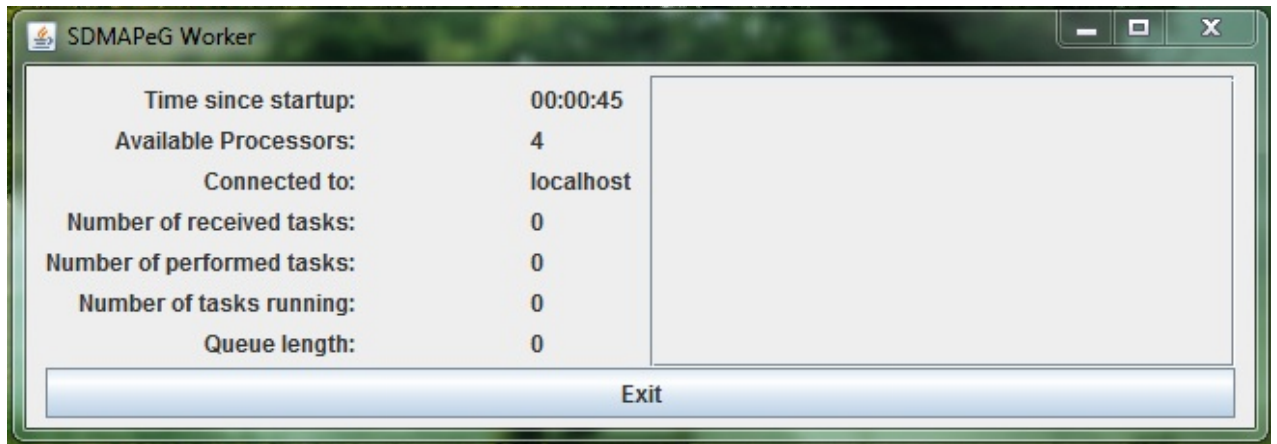 SDMAPeG Worker
Time since startup: 00:00:45
Available Processors: 4
Connected to: localhost
Number of received tasks: 0
Number of performed tasks: 0
Number of tasks running: 0
Queue length: 0
Exit